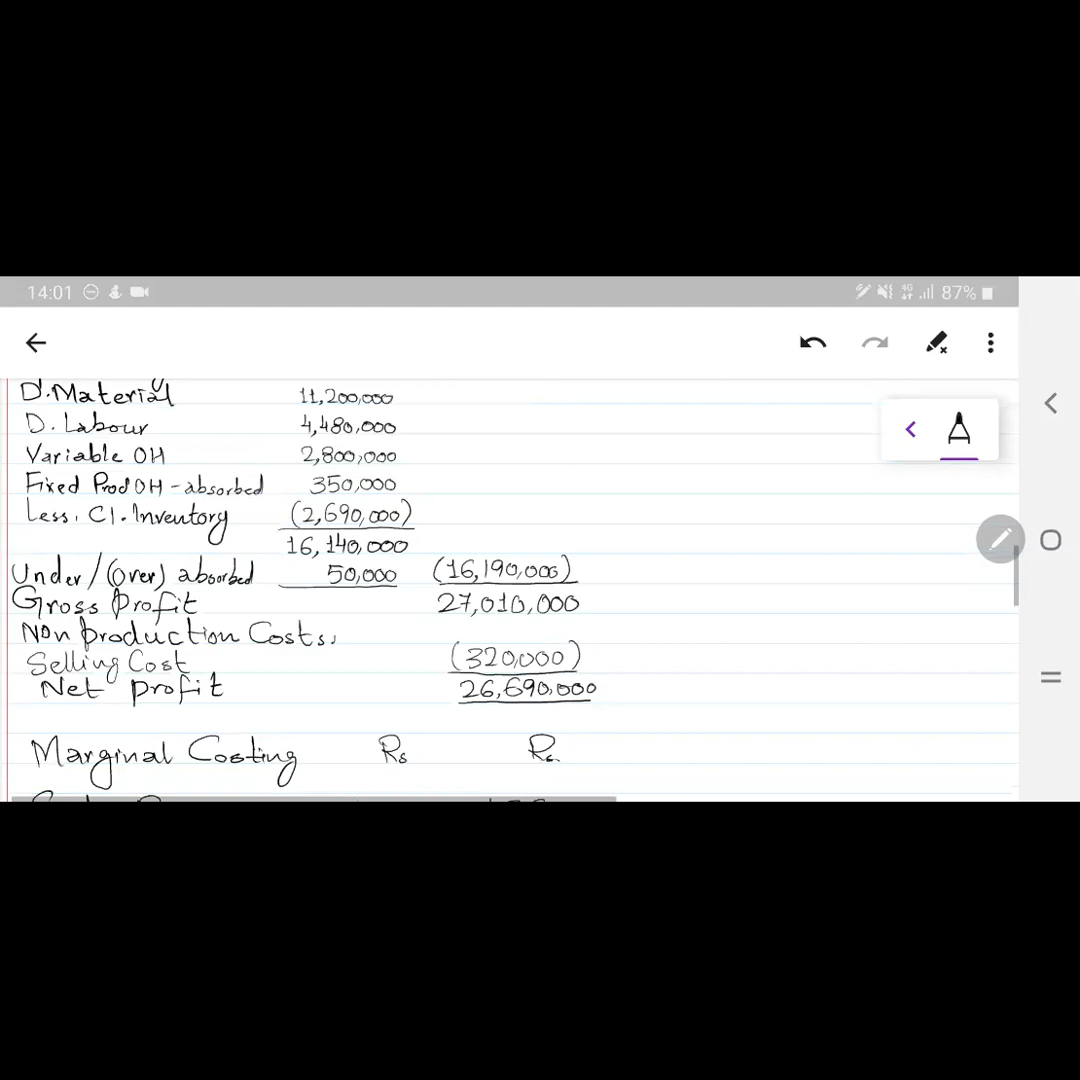 14:01 4G 87%
D.Material 11,200,000
D. Labour 4,480,000
Variable OH 2,800,000
Fixed Prod OH - absorbed 350,000
Less. Cl. Inventory (2,690,000)
16,140,000
Under/(over) absorbed 50,000 (16,190,000)
Gross Profit 27,010,000
Non production Costs,
Selling Cost (320,000)
Net profit 26,690,000
Marginal Costing Rs Rs